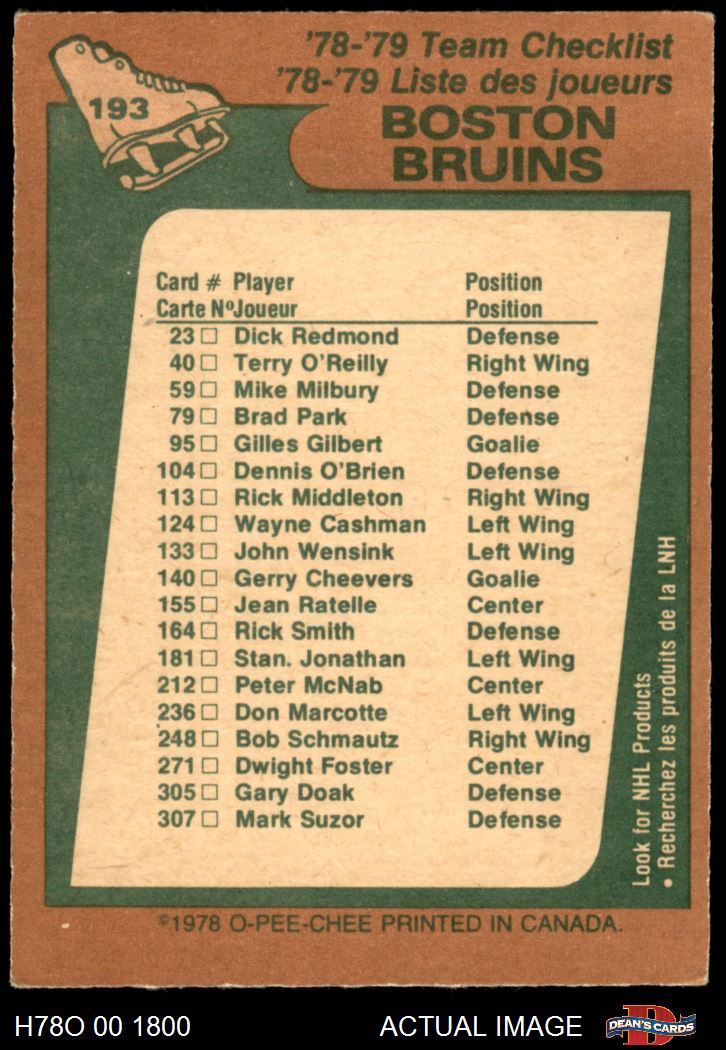 193
'78-'79 Team Checklist
'78-'79 Liste des joueurs
BOSTON
BRUINS
Card # Player Position
Carte Nº Joueur Position
23 □ Dick Redmond Defense
40 □ Terry O'Reilly Right Wing
59 □ Mike Milbury Defense
79 □ Brad Park Defense
95 □ Gilles Gilbert Goalie
104 □ Dennis O'Brien Defense
113 □ Rick Middleton Right Wing
124 □ Wayne Cashman Left Wing
133 □ John Wensink Left Wing
140 □ Gerry Cheevers Goalie
155 □ Jean Ratelle Center
164 □ Rick Smith Defense
181 □ Stan. Jonathan Left Wing
212 □ Peter McNab Center
236 □ Don Marcotte Left Wing
248 □ Bob Schmautz Right Wing
271 □ Dwight Foster Center
305 □ Gary Doak Defense
307 □ Mark Suzor Defense
Look for NHL Products
• Recherchez les produits de la LNH
©1978 O-PEE-CHEE PRINTED IN CANADA.
H78O 00 1800 ACTUAL IMAGE
D
DEAN'S CARDS